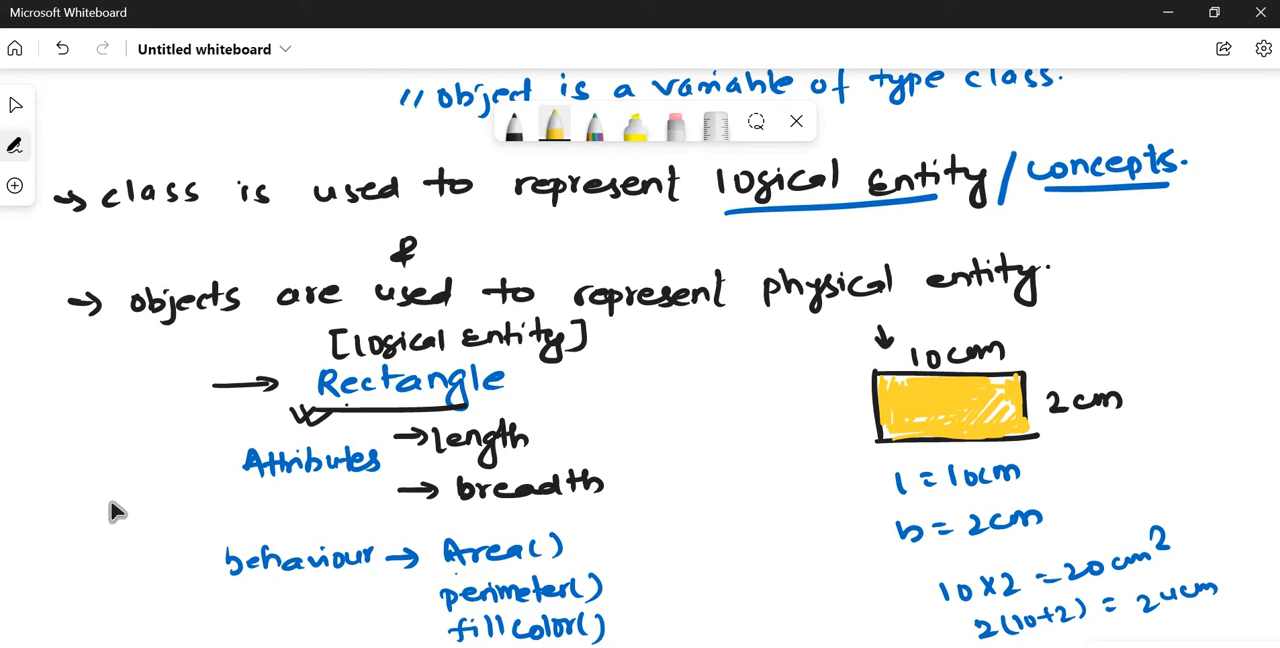 Microsoft Whiteboard
Untitled whiteboard
// object is a variable of type class.
→ class is used to represent logical Entity / concepts.
&
→ objects are used to represent physical entity.
[logical Entity]
→ Rectangle
Attributes → length
→ breadth
behaviour → Area()
perimeter()
fillcolor()
↓ 10cm
2cm
l = 10cm
b = 2cm
10 x 2 = 20 cm²
2(10+2) = 24cm